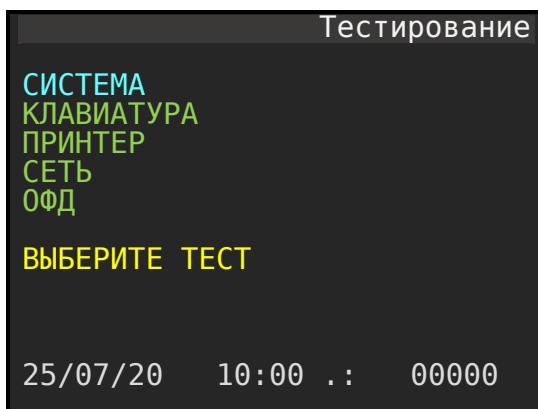 Тестирование
СИСТЕМА
КЛАВИАТУРА
ПРИНТЕР
СЕТЬ
ОФД
ВЫБЕРИТЕ ТЕСТ
25/07/20 10:00 .: 00000